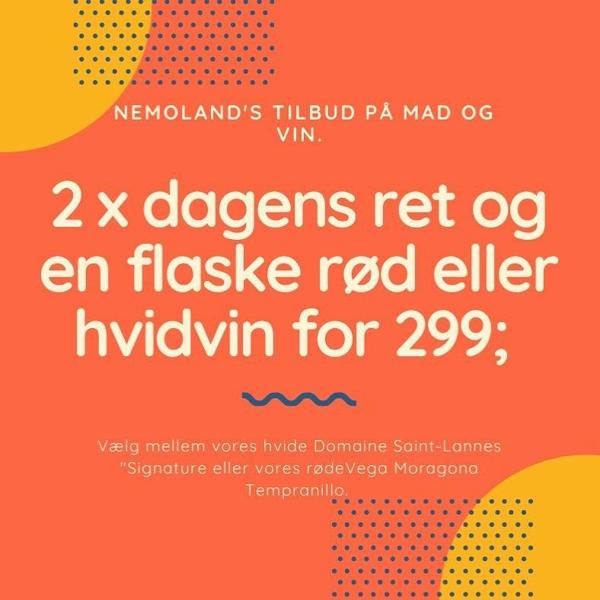 NEMOLAND'S TILBUD PÅ MAD OG
VIN.
2 x dagens ret og
en flaske rød eller
hvidvin for 299;
Vælg mellem vores hvide Domaine Saint-Lannes
"Signature eller vores rødeVega Moragona
Tempranillo.